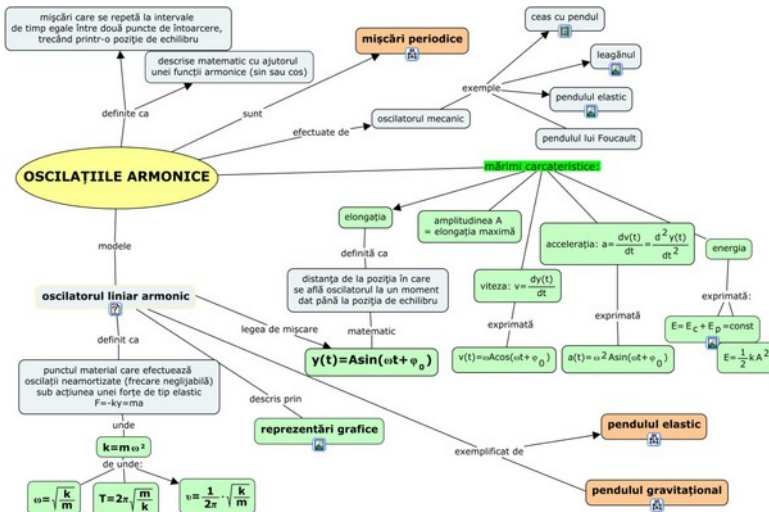 mișcări care se repetă la intervale
de timp egale între două puncte de întoarcere,
trecând printr-o poziție de echilibru
descrise matematic cu ajutorul
unei funcții armonice (sin sau cos)
definite ca
mișcări periodice
sunt
ceas cu pendul
leagănul
exemple
pendulul elastic
pendulul lui Foucault
efectuate de
oscilatorul mecanic
OSCILAȚIILE ARMONICE
mărimi carcateristice:
elongația
amplitudinea A
= elongația maximă
accelerația: a=dv(t)/dt=d²y(t)/dt²
energia
definită ca
viteza: v=dy(t)/dt
distanța de la poziția în care
se află oscilatorul la un moment
dat până la poziția de echilibru
exprimată:
E=E_c+E_p=const
E=1/2 kA²
matematic
exprimată
exprimată
y(t)=Asin(ωt+φ₀)
v(t)=ωAcos(ωt+φ₀)
a(t)=ω²Asin(ωt+φ₀)
modele
oscilatorul liniar armonic
legea de mișcare
definit ca
punctul material care efectuează
oscilații neamortizate (frecare neglijabilă)
sub acțiunea unei forțe de tip elastic
F=-ky=ma
descris prin
reprezentări grafice
unde
k=mω²
de unde:
ω=√(k/m)
T=2π√(m/k)
υ=1/2π·√(k/m)
exemplificat de
pendulul elastic
pendulul gravitațional